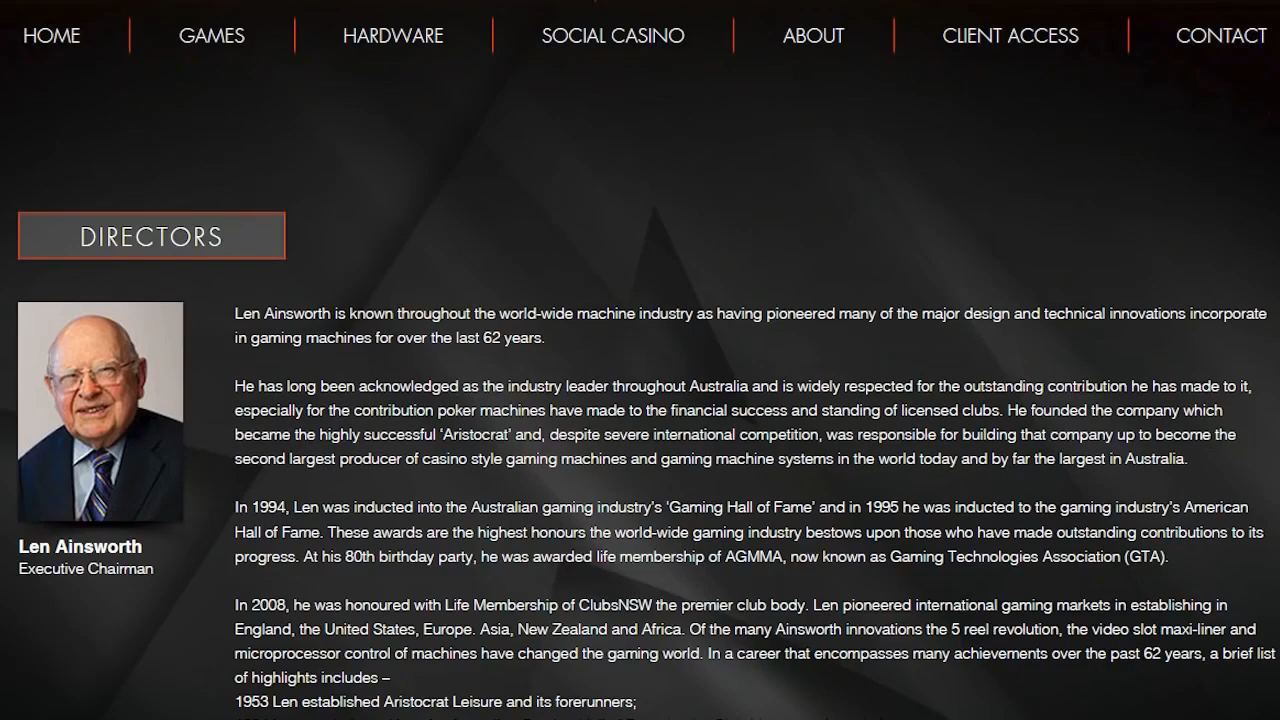 HOME
GAMES
HARDWARE
SOCIAL CASINO
ABOUT
CLIENT ACCESS
CONTACT
DIRECTORS
Len Ainsworth is known throughout the world-wide machine industry as having pioneered many of the major design and technical innovations incorporate
in gaming machines for over the last 62 years.
He has long been acknowledged as the industry leader throughout Australia and is widely respected for the outstanding contribution he has made to it,
especially for the contribution poker machines have made to the financial success and standing of licensed clubs. He founded the company which
became the highly successful ‘Aristocrat’ and, despite severe international competition, was responsible for building that company up to become the
second largest producer of casino style gaming machines and gaming machine systems in the world today and by far the largest in Australia.
In 1994, Len was inducted into the Australian gaming industry’s ‘Gaming Hall of Fame’ and in 1995 he was inducted to the gaming industry’s American
Hall of Fame. These awards are the highest honours the world-wide gaming industry bestows upon those who have made outstanding contributions to its
progress. At his 80th birthday party, he was awarded life membership of AGMMA, now known as Gaming Technologies Association (GTA).
In 2008, he was honoured with Life Membership of ClubsNSW the premier club body. Len pioneered international gaming markets in establishing in
England, the United States, Europe. Asia, New Zealand and Africa. Of the many Ainsworth innovations the 5 reel revolution, the video slot maxi-liner and
microprocessor control of machines have changed the gaming world. In a career that encompasses many achievements over the past 62 years, a brief list
of highlights includes –
1953 Len established Aristocrat Leisure and its forerunners;
Len Ainsworth
Executive Chairman